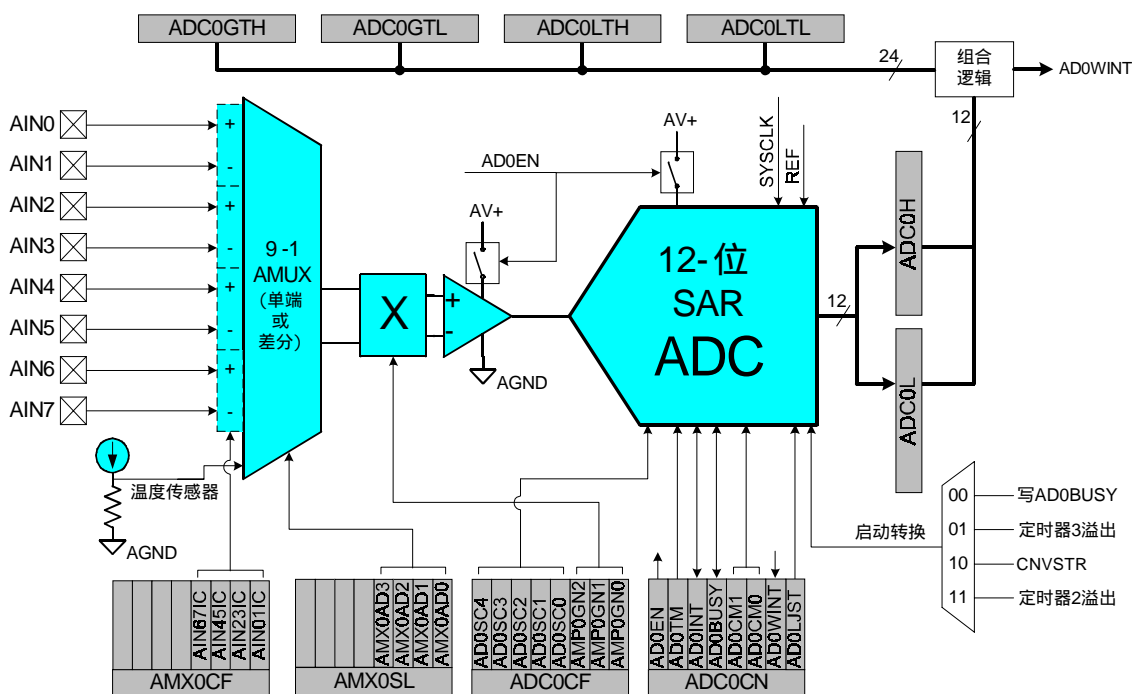 ADC0GTH
ADC0GTL
ADC0LTH
ADC0LTL
24
组合
逻辑
AD0WINT
12
AIN0
AIN1
AIN2
AIN3
AIN4
AIN5
AIN6
AIN7
+
-
+
-
+
-
+
-
9-1
AMUX
(单端
或
差分)
X
+
-
AV+
AGND
AD0EN
AV+
SYSCLK
REF
12-位
SAR
ADC
12
ADC0H
ADC0L
温度传感器
AGND
启动转换
00
写AD0BUSY
01
定时器3溢出
10
CNVSTR
11
定时器2溢出
AIN67IC
AIN45IC
AIN23IC
AIN01IC
AMX0CF
AMX0AD3
AMX0AD2
AMX0AD1
AMX0AD0
AMX0SL
AD0SC4
AD0SC3
AD0SC2
AD0SC1
AD0SC0
AMP0GN2
AMP0GN1
AMP0GN0
ADC0CF
AD0EN
AD0TM
AD0INT
AD0BUSY
AD0CM1
AD0CM0
AD0WINT
AD0LJST
ADC0CN